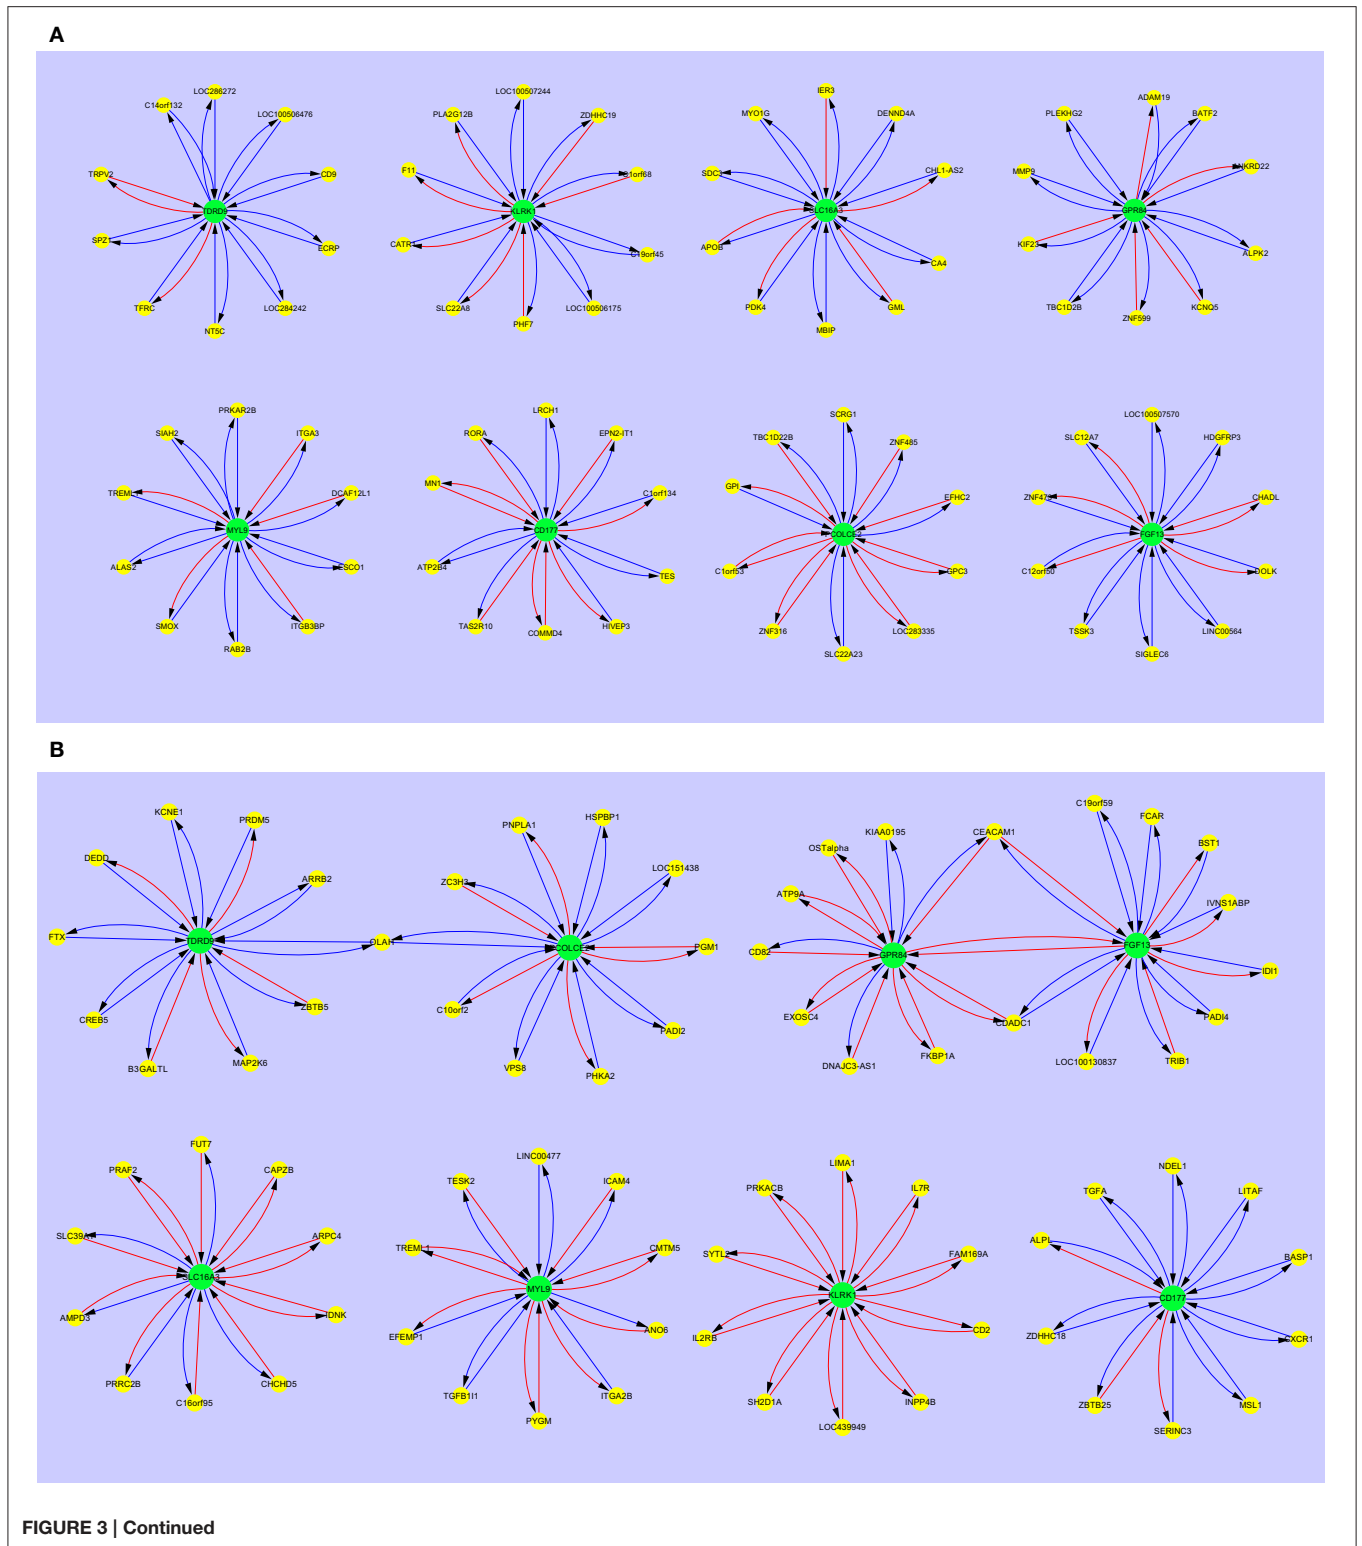 A
LOC286272
C14orf132
LOC100506476
TRPV2
CD9
TDRD9
SPZ1
ECRP
TFRC
LOC284242
NT5C
LOC100507244
PLA2G12B
ZDHHC19
F11
C1orf68
KLRK1
CATR1
C19orf45
SLC22A8
LOC100506175
PHF7
IER3
MYO1G
DENND4A
SDC3
CHL1-AS2
SLC16A3
APOB
CA4
PDK4
GML
MBIP
ADAM19
PLEKHG2
BATF2
MMP9
ANKRD22
GPR84
KIF23
ALPK2
TBC1D2B
KCNQ5
ZNF599
PRKAR2B
SIAH2
ITGA3
TREML
DCAF12L1
MYL9
ALAS2
ESCO1
SMOX
ITGB3BP
RAB2B
LRCH1
RORA
EPN2-IT1
MN1
C1orf134
CD177
ATP2B4
TES
TAS2R10
HIVEP3
COMMD4
SCRG1
TBC1D22B
ZNF485
GPI
EFHC2
COLCE2
C1orf53
GPC3
ZNF316
LOC283335
SLC22A23
LOC100507570
SLC12A7
HDGFRP3
ZNF47
CHADL
FGF13
C12orf50
DOLK
TSSK3
LINC00564
SIGLEC6
B
KCNE1
PRDM5
DEDD
ARRB2
FTX
TDRD9
OLAH
CREB5
ZBTB5
B3GALTL
MAP2K6
PNPLA1
HSPBP1
ZC3H3
LOC151438
COLCE2
PGM1
C10orf2
PADI2
VPS8
PHKA2
KIAA0195
CEACAM1
OSTalpha
ATP9A
CD82
GPR84
EXOSC4
CDADC1
DNAJC3-AS1
FKBP1A
C19orf59
FCAR
BST1
IVNS1ABP
FGF13
IDI1
PADI4
LOC100130837
TRIB1
FUT7
PRAF2
CAPZB
SLC39A
ARPC4
SLC16A3
AMPD3
IDNK
PRRC2B
CHCHD5
C16orf95
LINC00477
TESK2
ICAM4
TREML1
CMTM5
MYL9
EFEMP1
ANO6
TGFB1I1
ITGA2B
PYGM
LIMA1
PRKACB
IL7R
SYTL2
FAM169A
KLRK1
IL2RB
CD2
SH2D1A
INPP4B
LOC439949
NDEL1
TGFA
LITAF
ALPL
BASP1
CD177
ZDHHC18
CXCR1
ZBTB25
MSL1
SERINC3
FIGURE 3 | Continued